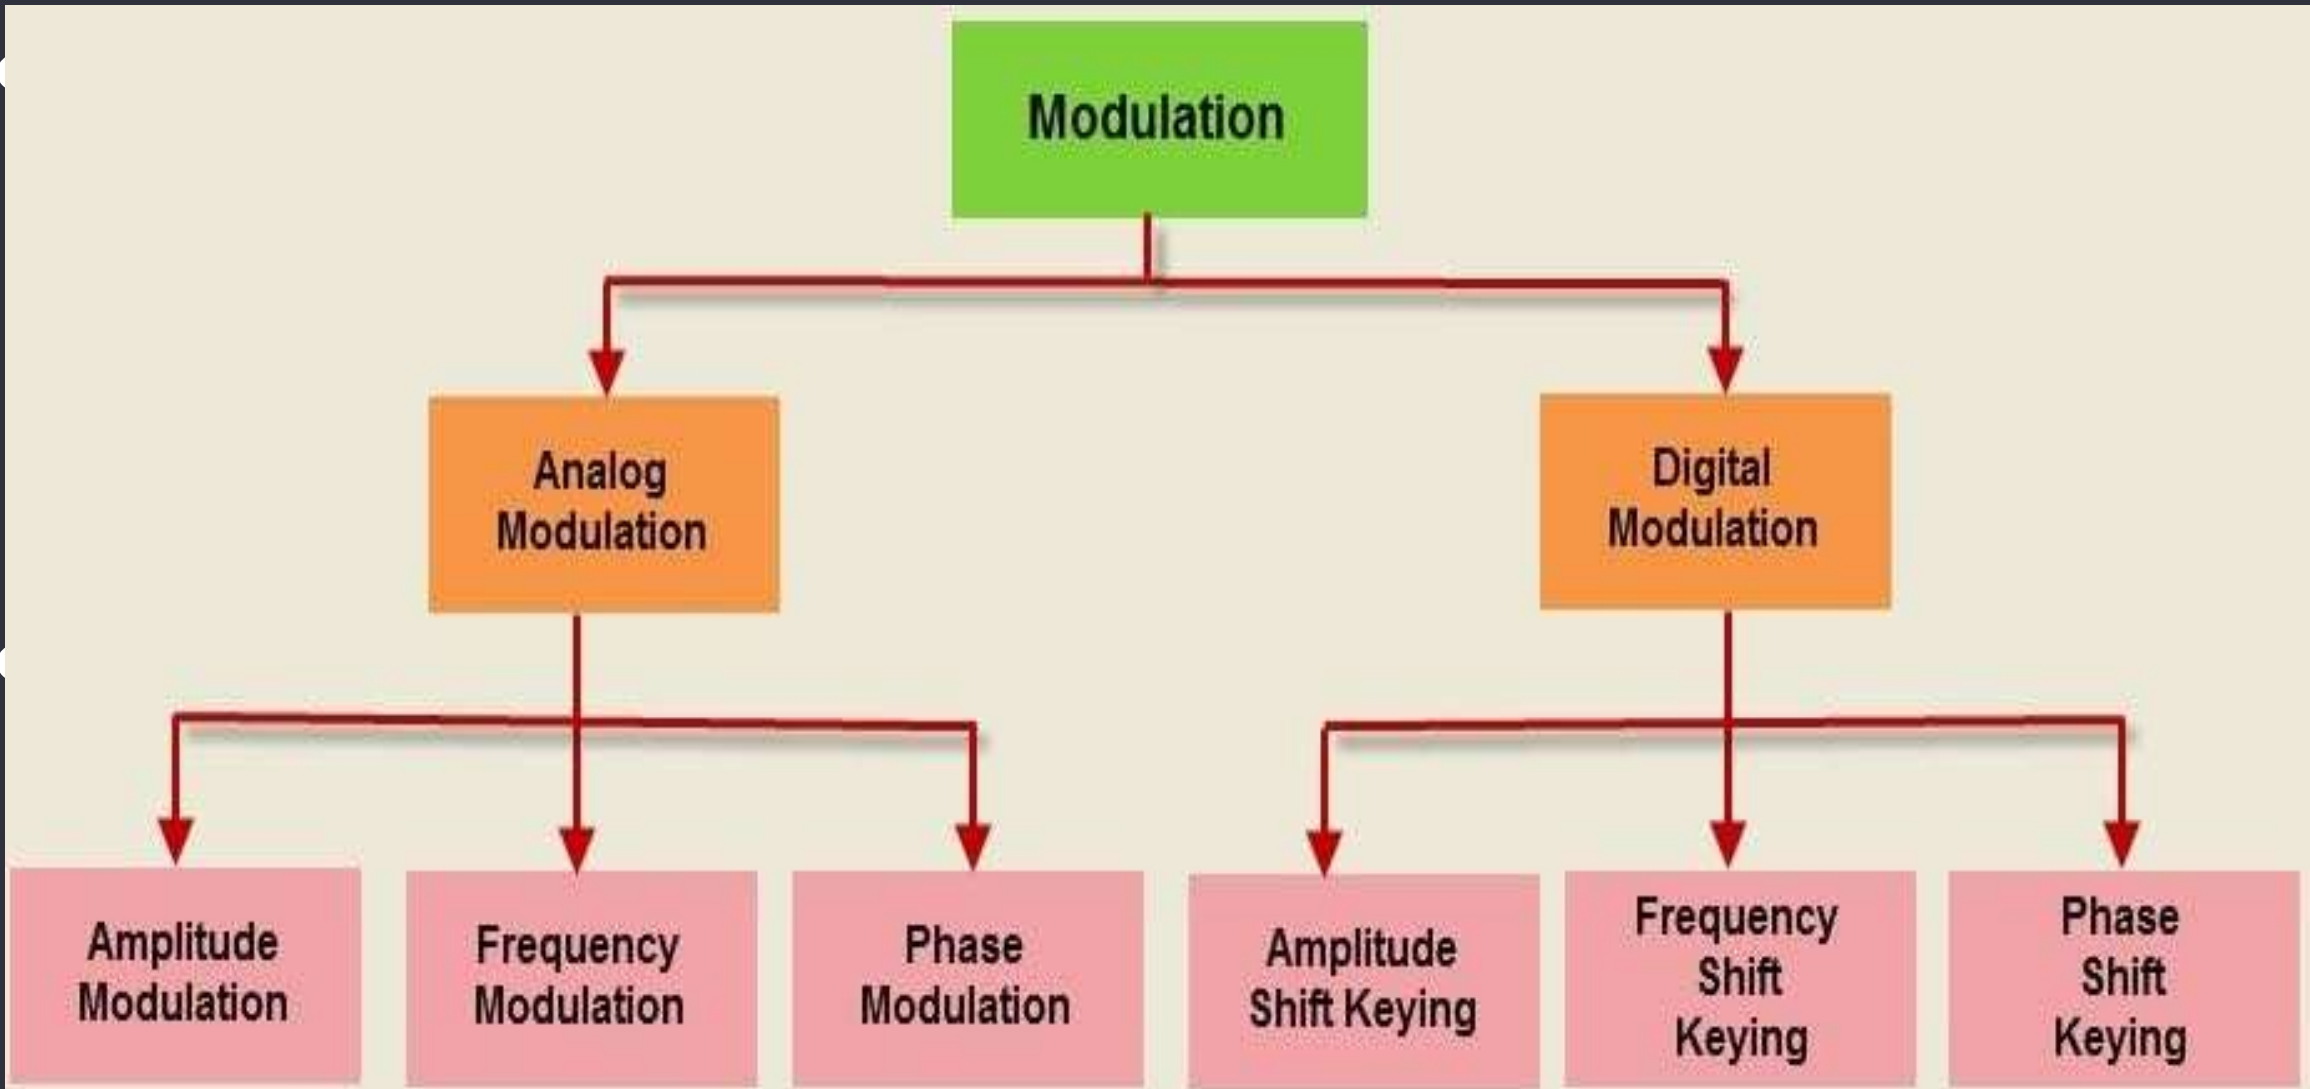 Modulation
Analog
Modulation
Digital
Modulation
Amplitude
Modulation
Frequency
Modulation
Phase
Modulation
Amplitude
Shift Keying
Frequency
Shift
Keying
Phase
Shift
Keying